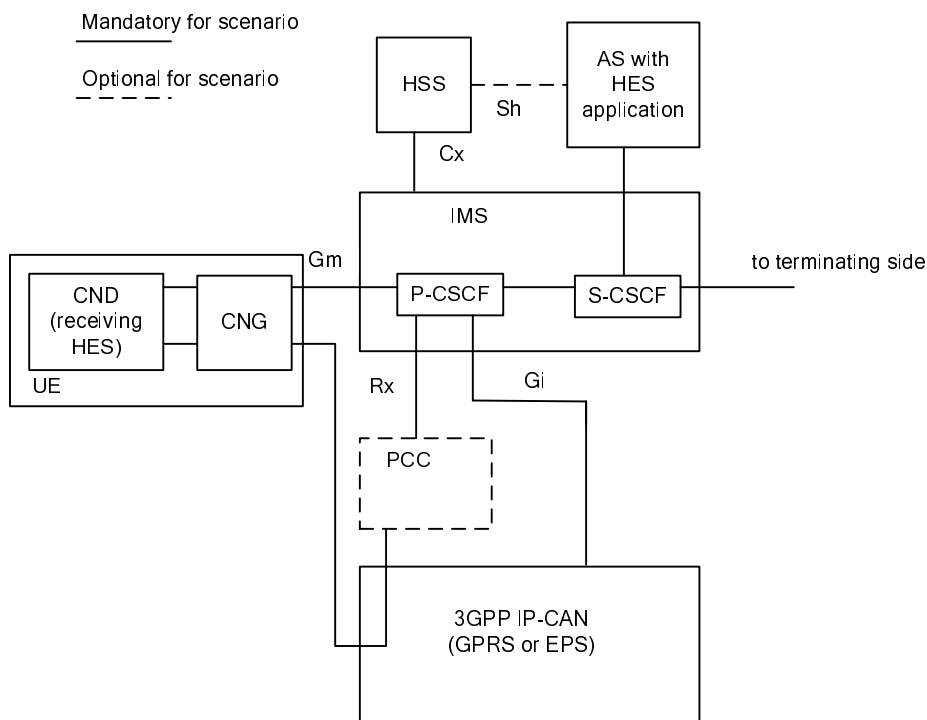 Mandatory for scenario
Optional for scenario
HSS
Sh
AS with
HES
application
Cx
IMS
Gm
to terminating side
CND
(receiving
HES)
CNG
P-CSCF
S-CSCF
UE
Rx
Gi
PCC
3GPP IP-CAN
(GPRS or EPS)